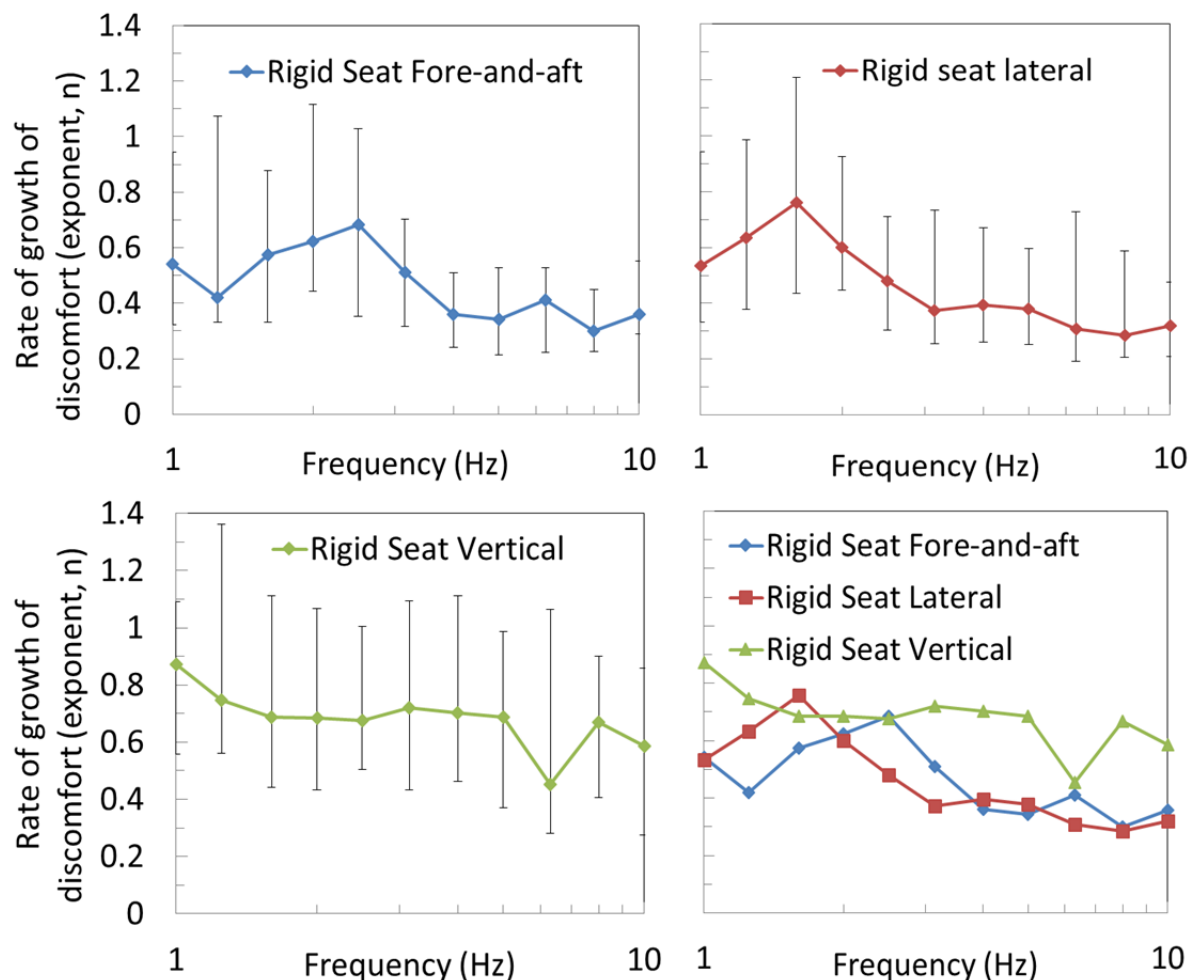 Rate of growth of
discomfort (exponent, n)
1.4
1.2
1
0.8
0.6
0.4
0.2
0
Rigid Seat Fore-and-aft
1
Frequency (Hz)
10
Rigid seat lateral
1
Frequency (Hz)
10
Rate of growth of
discomfort (exponent, n)
1.4
1.2
1
0.8
0.6
0.4
0.2
0
Rigid Seat Vertical
1
Frequency (Hz)
10
Rigid Seat Fore-and-aft
Rigid Seat Lateral
Rigid Seat Vertical
1
Frequency (Hz)
10